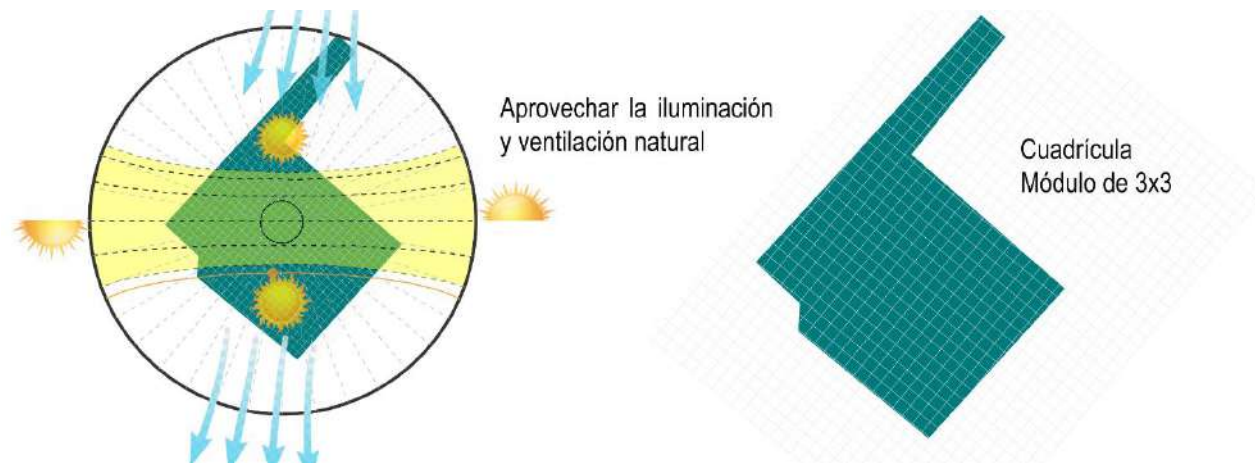 Aprovechar la iluminación
y ventilación natural
Cuadrícula
Módulo de 3x3